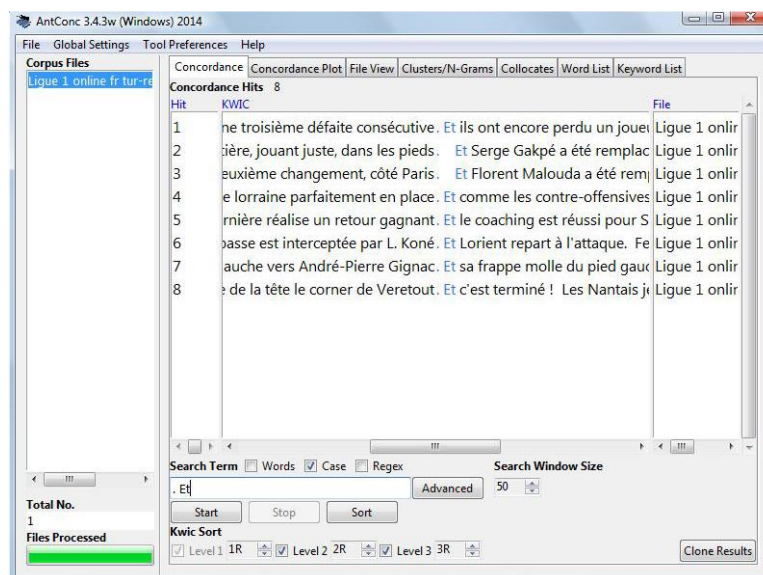 AntConc 3.4.3w (Windows) 2014
File Global Settings Tool Preferences Help
Corpus Files
Ligue 1 online fr tur-re
Concordance Concordance Plot File View Clusters/N-Grams Collocates Word List Keyword List
Concordance Hits 8
Hit KWIC File
1 ne troisième défaite consécutive. Et ils ont encore perdu un joueu Ligue 1 onlir
2 tière, jouant juste, dans les pieds. Et Serge Gakpé a été remplac Ligue 1 onlir
3 euxième changement, côté Paris. Et Florent Malouda a été remp Ligue 1 onlir
4 e lorraine parfaitement en place. Et comme les contre-offensives Ligue 1 onlir
5 rnière réalise un retour gagnant. Et le coaching est réussi pour S Ligue 1 onlir
6 passe est interceptée par L. Koné. Et Lorient repart à l'attaque. Fe Ligue 1 onlir
7 auche vers André-Pierre Gignac. Et sa frappe molle du pied gauc Ligue 1 onlir
8 e de la tête le corner de Veretout. Et c'est terminé ! Les Nantais je Ligue 1 onlir
Search Term Words Case Regex Search Window Size
. Et Advanced 50
Start Stop Sort
Total No.
1
Files Processed
Kwic Sort
Level 1 1R Level 2 2R Level 3 3R Clone Results